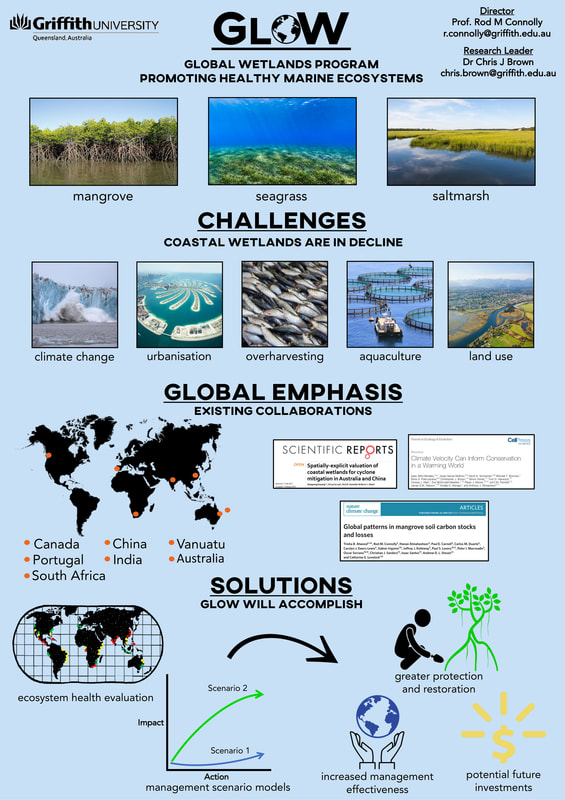 Griffith UNIVERSITY
Queensland, Australia
GLOW
Director
Prof. Rod M Connolly
r.connolly@griffith.edu.au
Research Leader
Dr Chris J Brown
chris.brown@griffith.edu.au
GLOBAL WETLANDS PROGRAM
PROMOTING HEALTHY MARINE ECOSYSTEMS
mangrove
seagrass
saltmarsh
CHALLENGES
COASTAL WETLANDS ARE IN DECLINE
climate change
urbanisation
overharvesting
aquaculture
land use
GLOBAL EMPHASIS
EXISTING COLLABORATIONS
SCIENTIFIC REPORTS
OPEN
Spatially-explicit valuation of
coastal wetlands for cyclone
mitigation in Australia and China
CellPress
Climate Velocity Can Inform Conservation
in a Warming World
nature
climate change
ARTICLES
Global patterns in mangrove soil carbon stocks
and losses
Canada
China
Vanuatu
Portugal
India
Australia
South Africa
SOLUTIONS
GLOW WILL ACCOMPLISH
ecosystem health evaluation
Scenario 2
Impact
Scenario 1
Action
management scenario models
greater protection
and restoration
increased management
effectiveness
$
potential future
investments